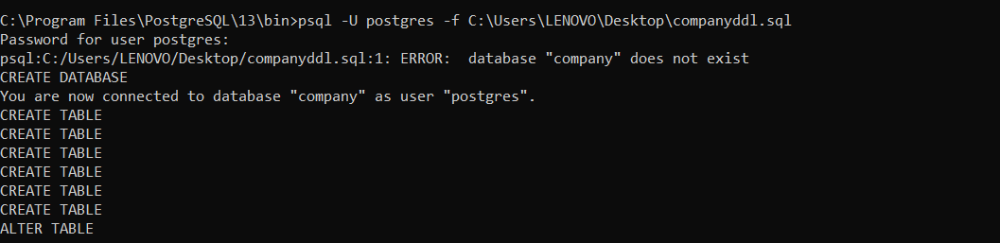 C:\Program Files\PostgreSQL\13\bin>psql -U postgres -f C:\Users\LENOVO\Desktop\companyddl.sql
Password for user postgres:
psql:C:/Users/LENOVO/Desktop/companyddl.sql:1: ERROR:  database "company" does not exist
CREATE DATABASE
You are now connected to database "company" as user "postgres".
CREATE TABLE
CREATE TABLE
CREATE TABLE
CREATE TABLE
CREATE TABLE
CREATE TABLE
ALTER TABLE